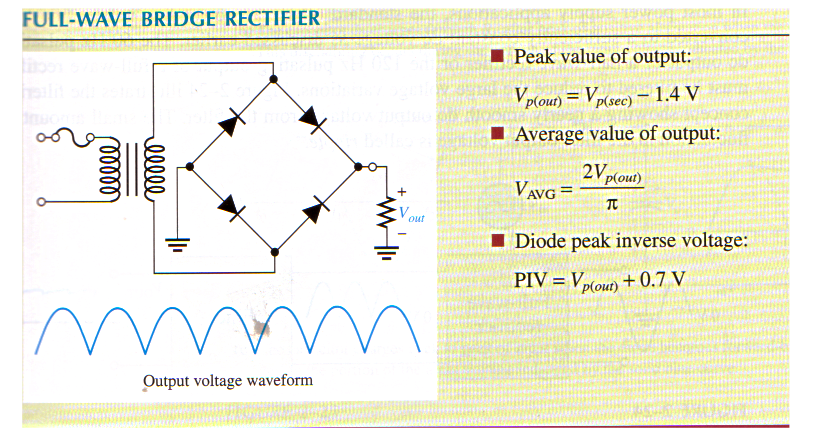 FULL-WAVE BRIDGE RECTIFIER
Peak value of output:
Vp(out) = Vp(sec) − 1.4 V
Average value of output:
VAVG = 2Vp(out) / π
Diode peak inverse voltage:
PIV = Vp(out) + 0.7 V
+
Vout
−
Output voltage waveform